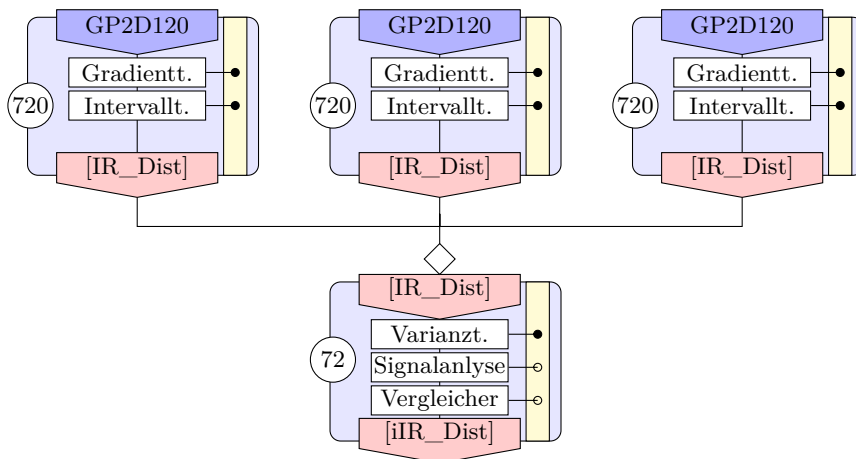 GP2D120 GP2D120 GP2D120
Gradientt. Gradientt. Gradientt.
720 Intervallt. 720 Intervallt. 720 Intervallt.
[IR_Dist] [IR_Dist] [IR_Dist]
[IR_Dist]
Varianzt.
72 Signalanlyse
Vergleicher
[iIR_Dist]